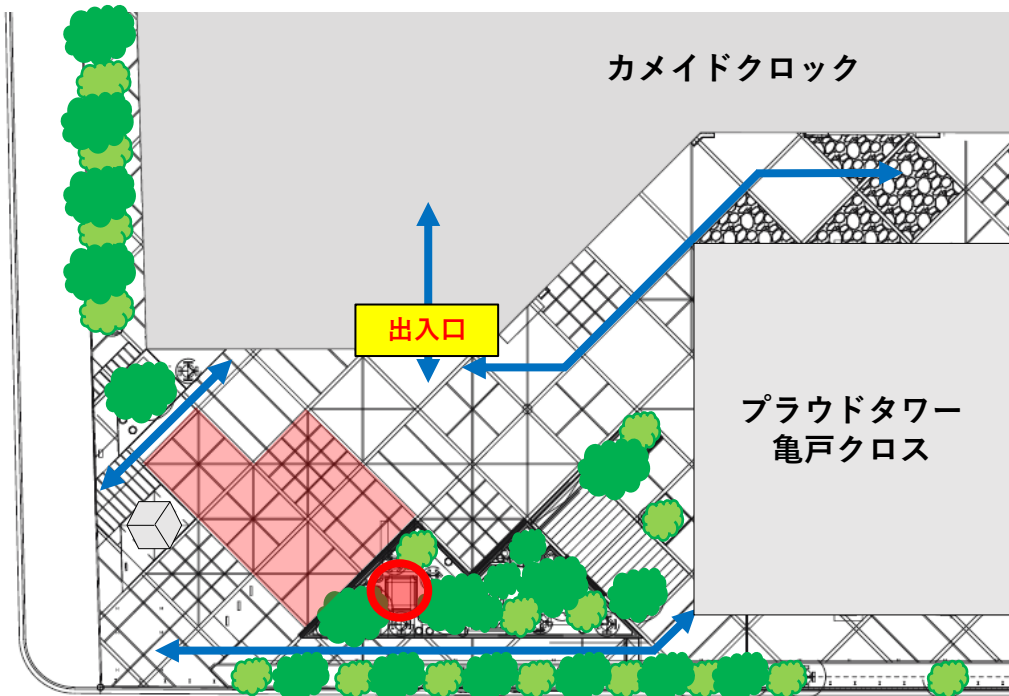 カメイドクロック
出入口
プラウドタワー
亀戸クロス